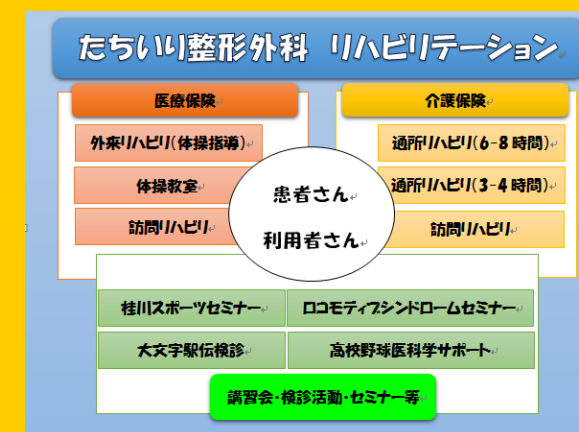 たちいり整形外科 リハビリテーション
医療保険
介護保険
外来リハビリ(体操指導)
通所リハビリ(6-8時間)
体操教室
通所リハビリ(3-4時間)
訪問リハビリ
訪問リハビリ
患者さん
利用者さん
桂川スポーツセミナー
ロコモティブシンドロームセミナー
大文字駅伝検診
高校野球医科学サポート
講習会・検診活動・セミナー等